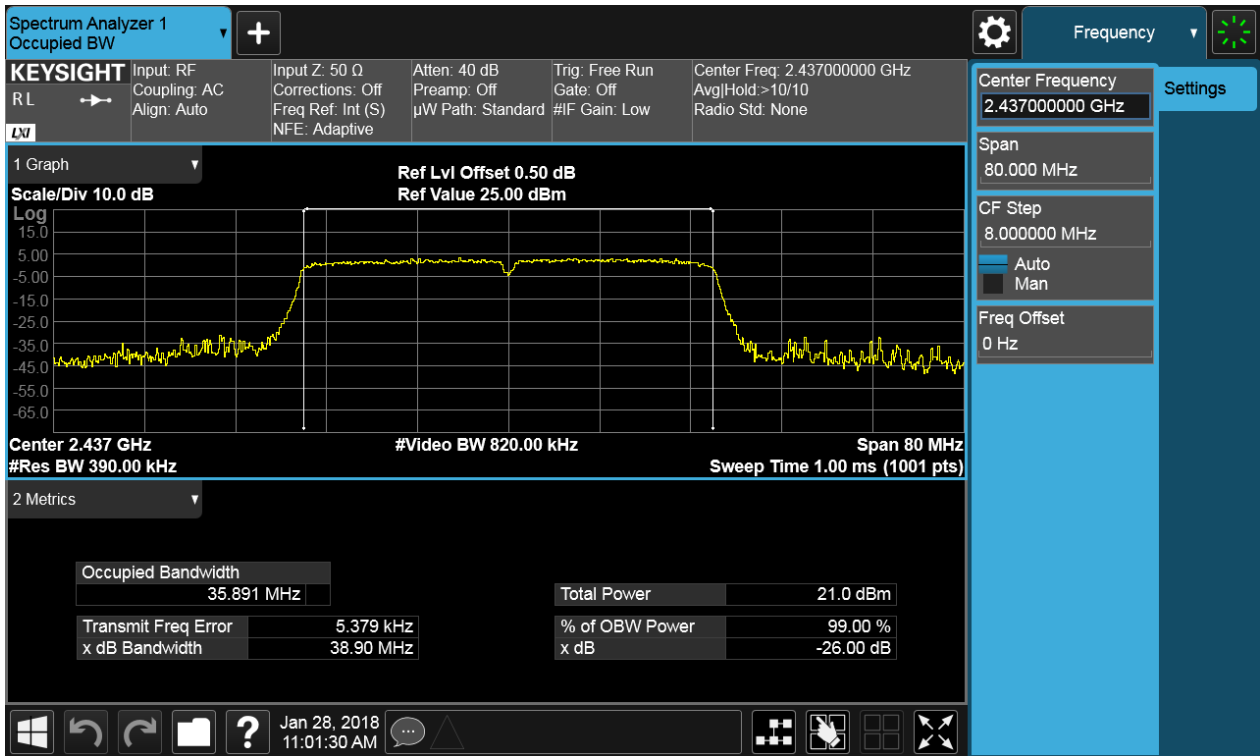 Spectrum Analyzer 1
Occupied BW
Frequency
KEYSIGHT
R L
LXI
Input: RF
Coupling: AC
Align: Auto
Input Z: 50 Ω
Corrections: Off
Freq Ref: Int (S)
NFE: Adaptive
Atten: 40 dB
Preamp: Off
µW Path: Standard
Trig: Free Run
Gate: Off
#IF Gain: Low
Center Freq: 2.437000000 GHz
Avg|Hold:>10/10
Radio Std: None
Center Frequency
2.437000000 GHz
Settings
Span
80.000 MHz
CF Step
8.000000 MHz
Auto
Man
Freq Offset
0 Hz
1 Graph
Scale/Div 10.0 dB
Ref Lvl Offset 0.50 dB
Ref Value 25.00 dBm
Log
15.0
5.00
-5.00
-15.0
-25.0
-35.0
-45.0
-55.0
-65.0
Center 2.437 GHz
#Video BW 820.00 kHz
Span 80 MHz
#Res BW 390.00 kHz
Sweep Time 1.00 ms (1001 pts)
2 Metrics
Occupied Bandwidth
35.891 MHz
Total Power 21.0 dBm
Transmit Freq Error 5.379 kHz
% of OBW Power 99.00 %
x dB Bandwidth 38.90 MHz
x dB -26.00 dB
?
Jan 28, 2018
11:01:30 AM